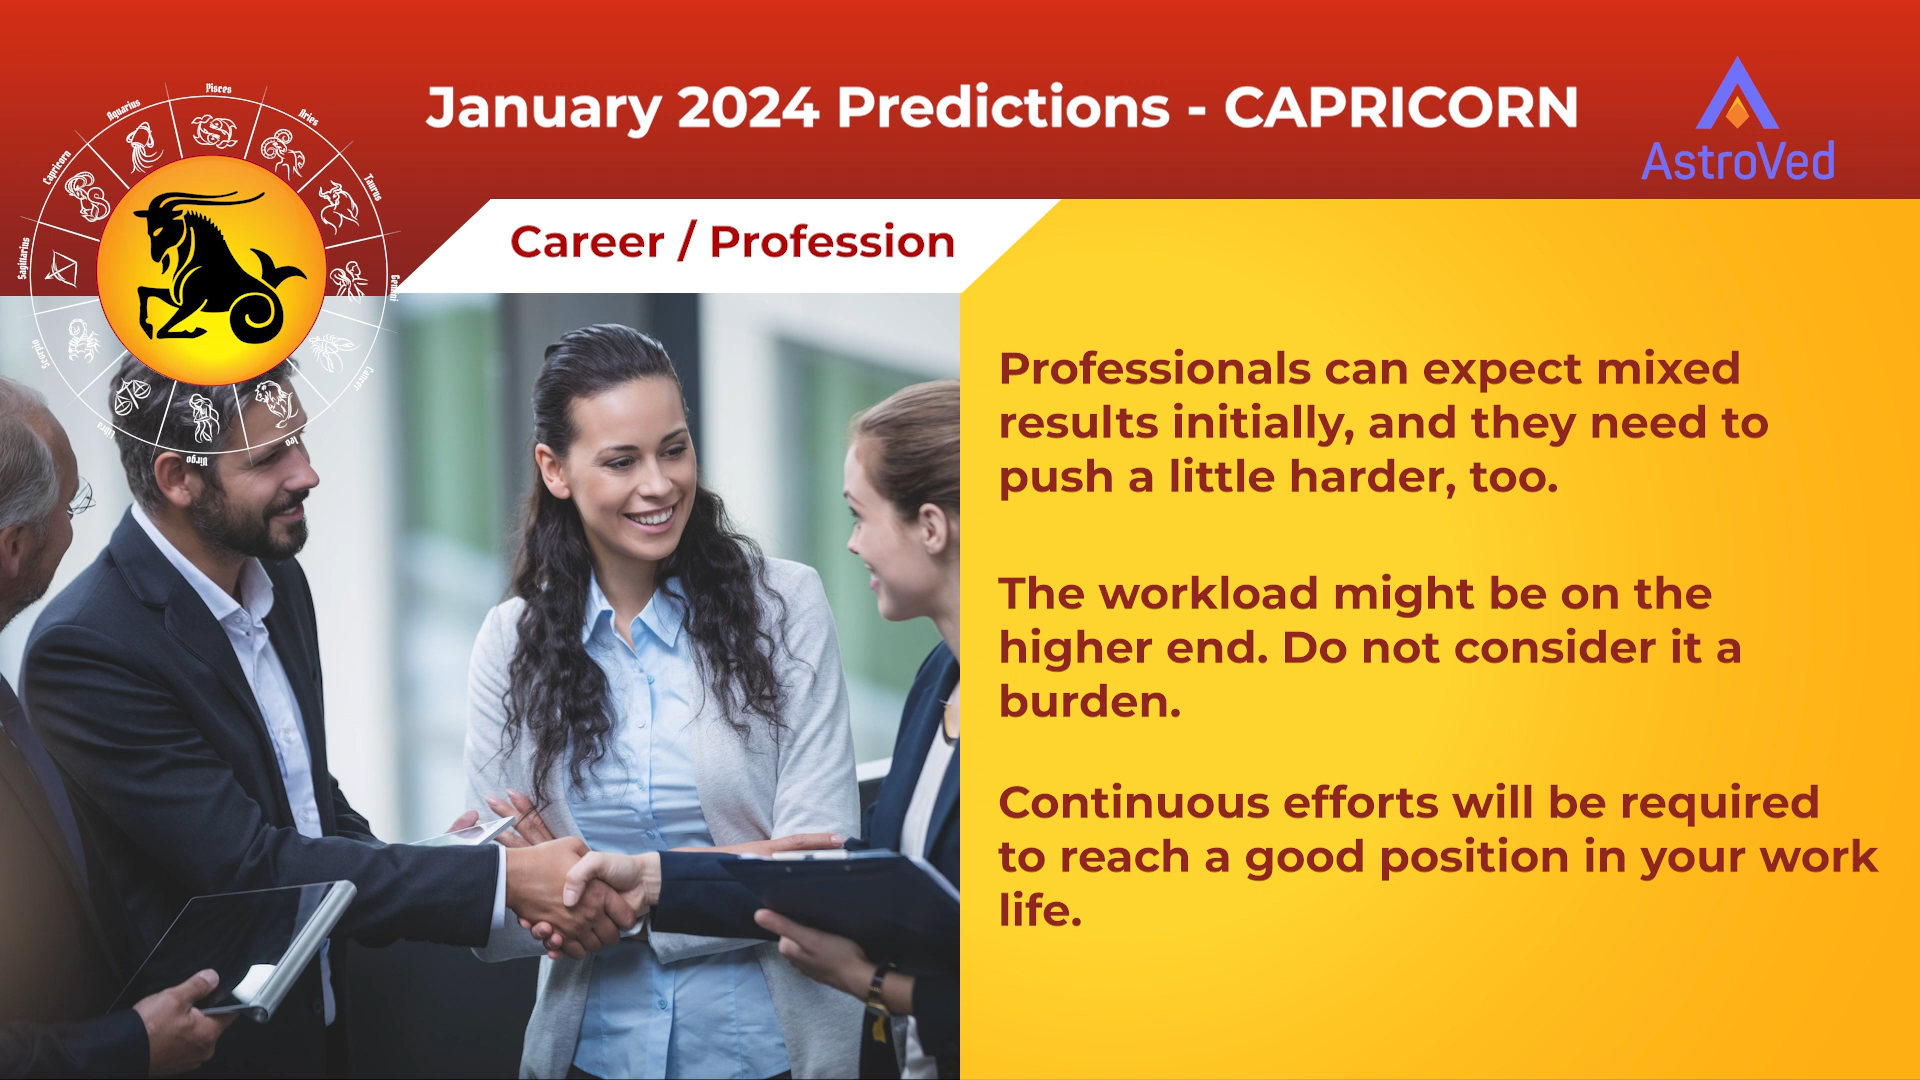 January 2024 Predictions - CAPRICORN
AstroVed
Pisces
Aries
Taurus
Gemini
Cancer
leo
Virgo
Libra
Scorpio
Sagittarius
Capricorn
Aquarius
Career / Profession
Professionals can expect mixed
results initially, and they need to
push a little harder, too.
The workload might be on the
higher end. Do not consider it a
burden.
Continuous efforts will be required
to reach a good position in your work
life.